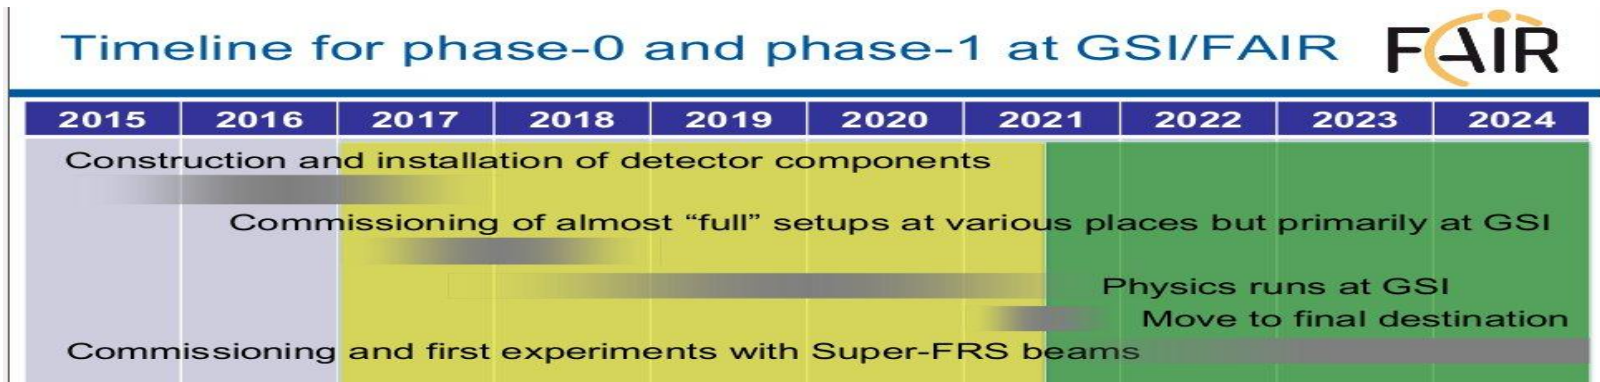 Timeline for phase-0 and phase-1 at GSI/FAIR
FAIR
2015 2016 2017 2018 2019 2020 2021 2022 2023 2024
Construction and installation of detector components
Commissioning of almost “full” setups at various places but primarily at GSI
Physics runs at GSI
Move to final destination
Commissioning and first experiments with Super-FRS beams